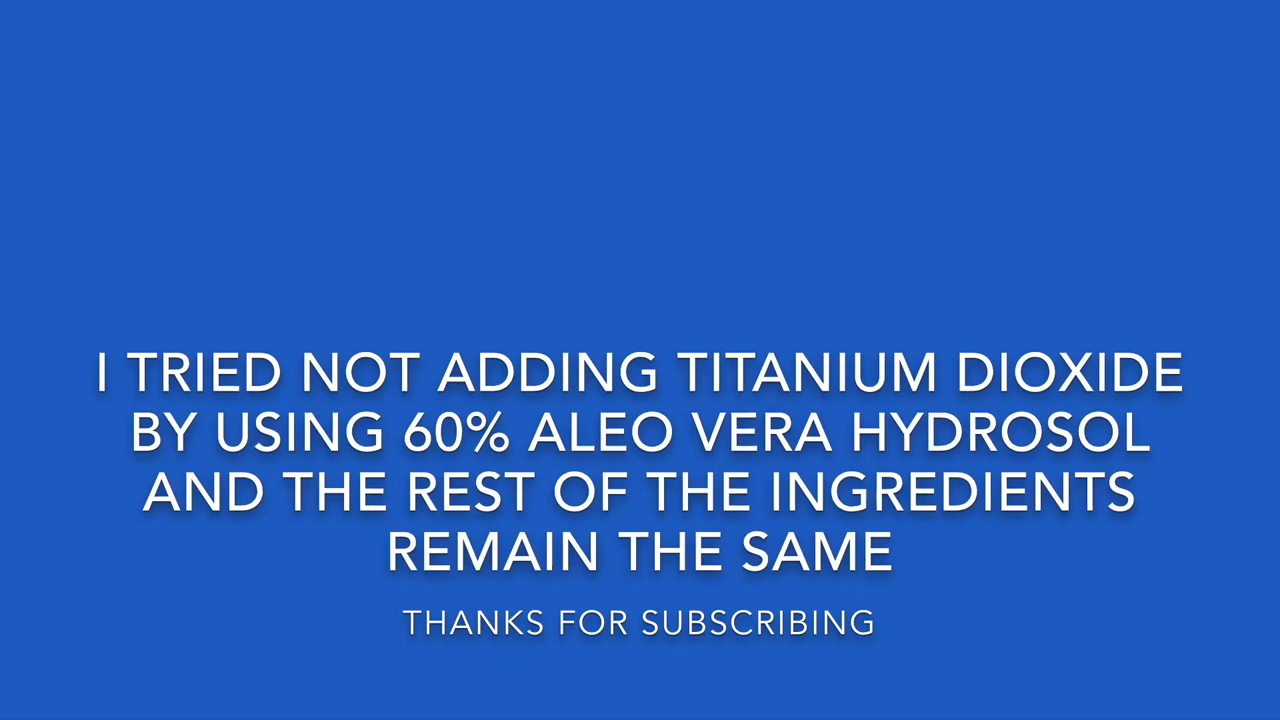 I TRIED NOT ADDING TITANIUM DIOXIDE
BY USING 60% ALEO VERA HYDROSOL
AND THE REST OF THE INGREDIENTS
REMAIN THE SAME
THANKS FOR SUBSCRIBING